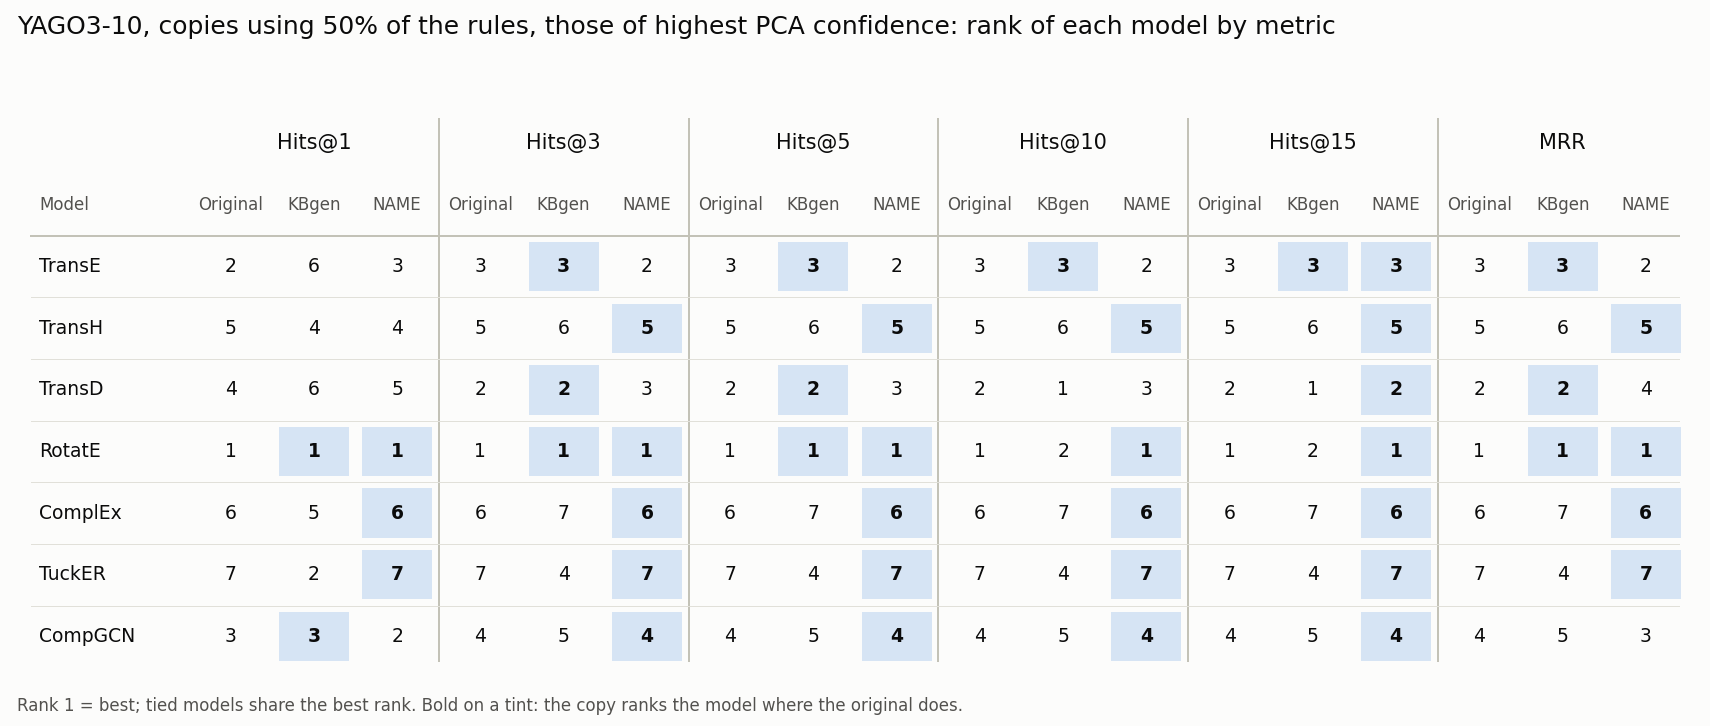 YAGO3-10, copies using 50% of the rules, those of highest PCA confidence: rank of each model by metric
Hits@1 Hits@3 Hits@5 Hits@10 Hits@15 MRR
Model Original KBgen NAME Original KBgen NAME Original KBgen NAME Original KBgen NAME Original KBgen NAME Original KBgen NAME
TransE 2 6 3 3 3 2 3 3 2 3 3 2 3 3 3 3 3 2
TransH 5 4 4 5 6 5 5 6 5 5 6 5 5 6 5 5 6 5
TransD 4 6 5 2 2 3 2 2 3 2 1 3 2 1 2 2 2 4
RotatE 1 1 1 1 1 1 1 1 1 1 2 1 1 2 1 1 1 1
ComplEx 6 5 6 6 7 6 6 7 6 6 7 6 6 7 6 6 7 6
TuckER 7 2 7 7 4 7 7 4 7 7 4 7 7 4 7 7 4 7
CompGCN 3 3 2 4 5 4 4 5 4 4 5 4 4 5 4 4 5 3
Rank 1 = best; tied models share the best rank. Bold on a tint: the copy ranks the model where the original does.